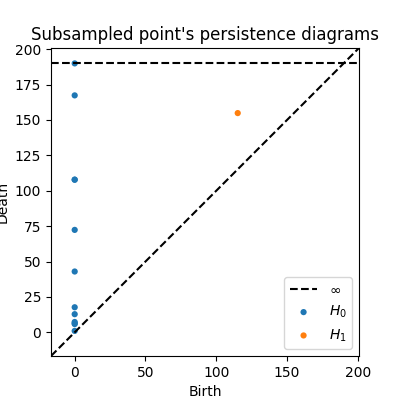 Subsampled point's persistence diagrams
200
175
150
125
100
75
50
25
0
Death
0 50 100 150 200
Birth
∞
H₀
H₁